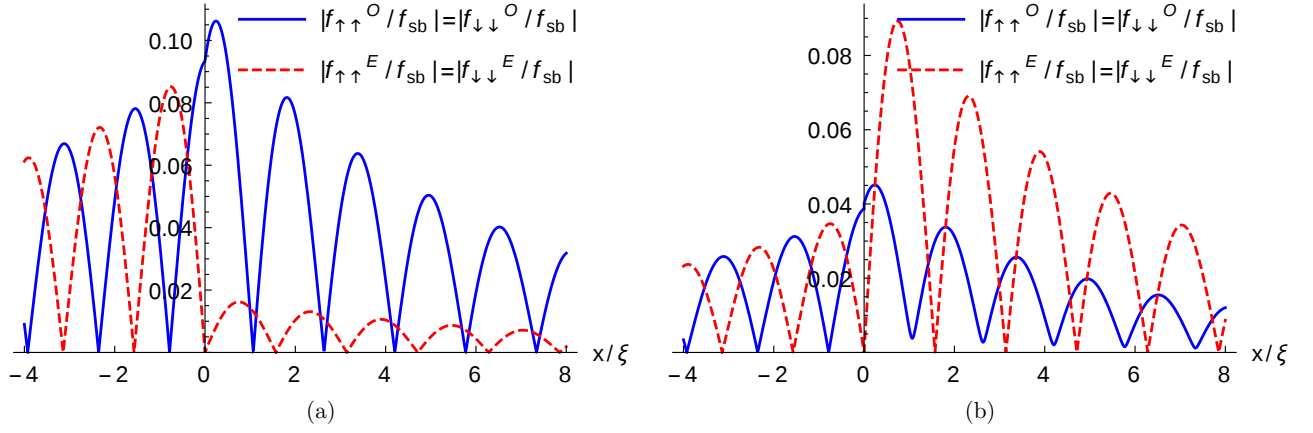 |f↑↑^O / f_sb| = |f↓↓^O / f_sb|
|f↑↑^E / f_sb| = |f↓↓^E / f_sb|
0.10
0.08
0.06
0.04
0.02
−4 −2 0 2 4 6 8
x/ξ
(a)
|f↑↑^O / f_sb| = |f↓↓^O / f_sb|
|f↑↑^E / f_sb| = |f↓↓^E / f_sb|
0.08
0.06
0.04
0.02
−4 −2 0 2 4 6 8
x/ξ
(b)